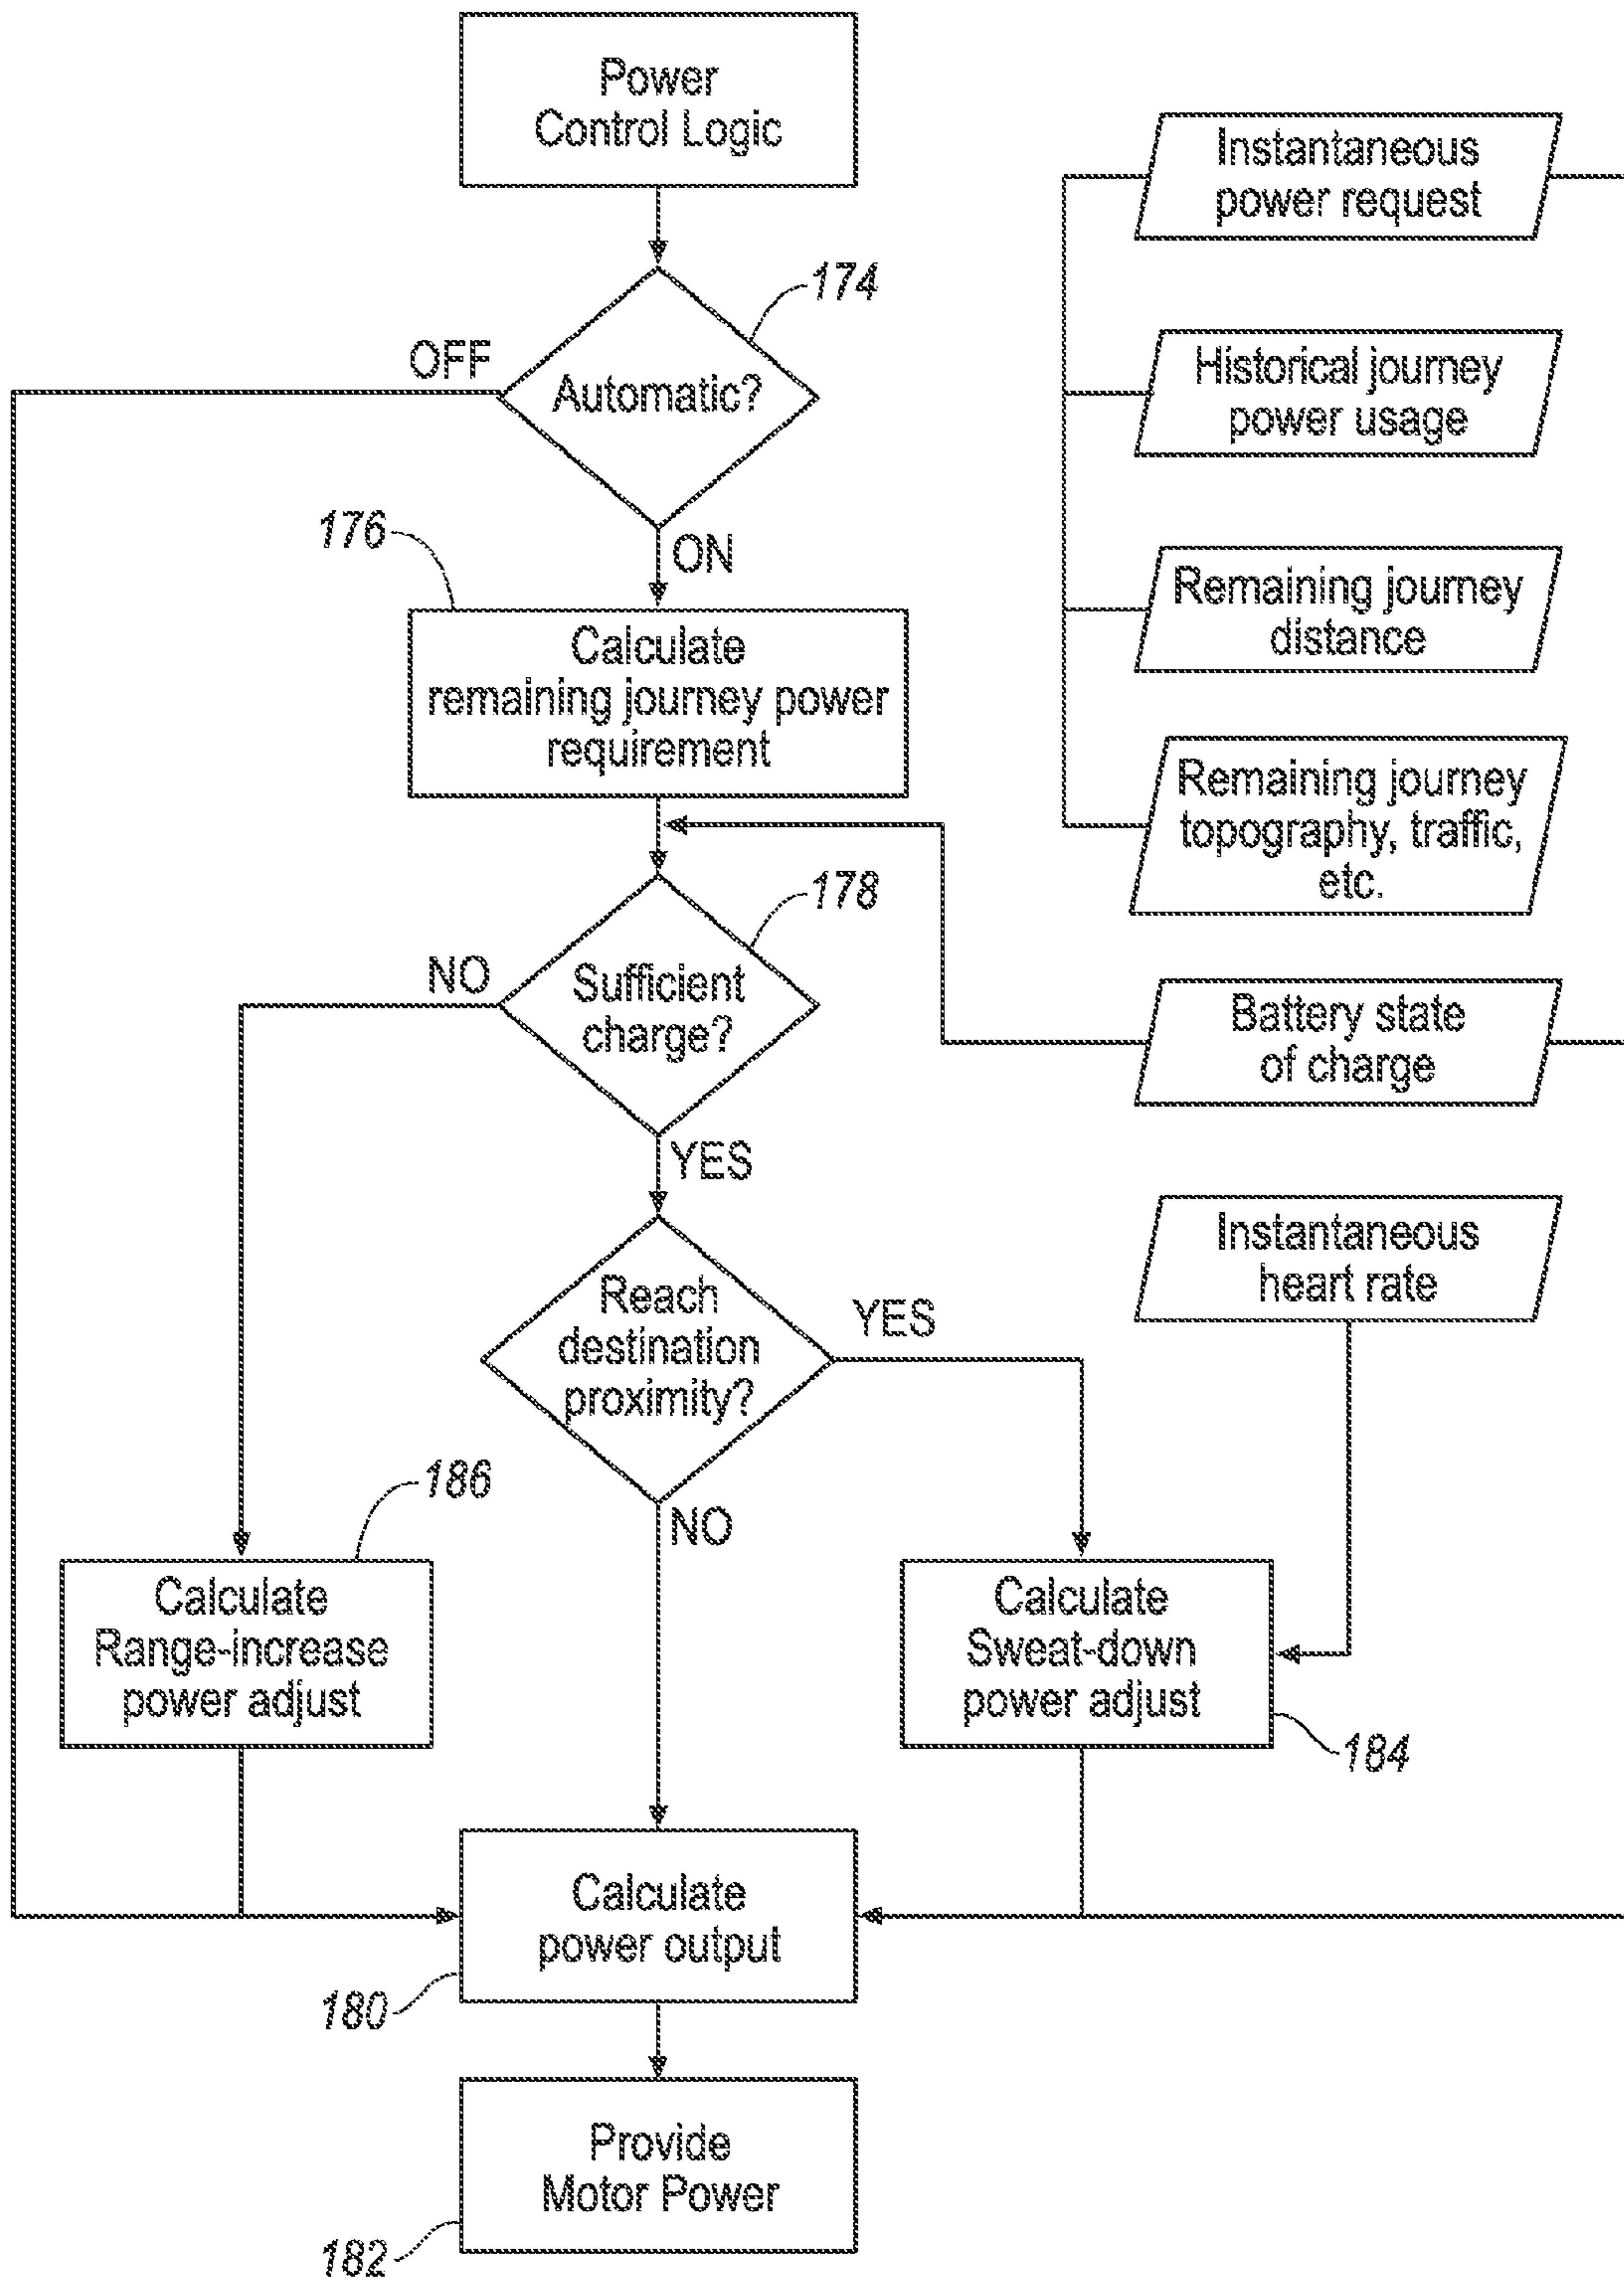 Power
Control Logic
174
OFF
Automatic?
ON
176
Calculate
remaining journey power
requirement
178
NO
Sufficient
charge?
YES
Reach
destination
proximity?
YES
NO
186
Calculate
Range-increase
power adjust
Calculate
Sweat-down
power adjust
184
Calculate
power output
180
Provide
Motor Power
182
Instantaneous
power request
Historical journey
power usage
Remaining journey
distance
Remaining journey
topography, traffic,
etc.
Battery state
of charge
Instantaneous
heart rate